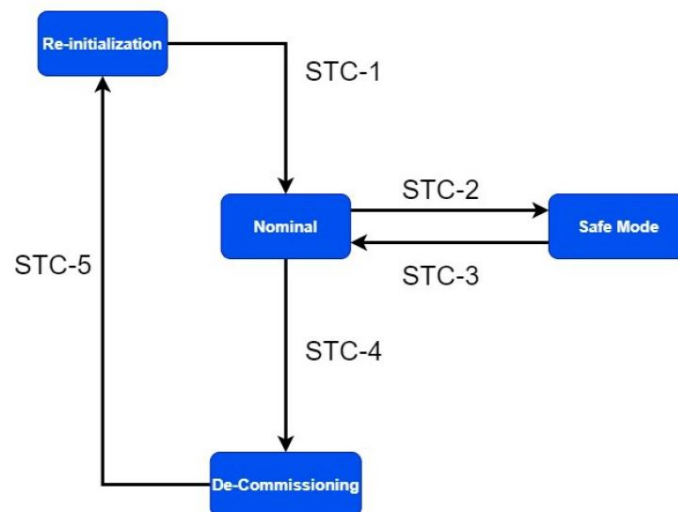 Re-initialization
STC-1
STC-2
Nominal
Safe Mode
STC-5
STC-3
STC-4
De-Commissioning